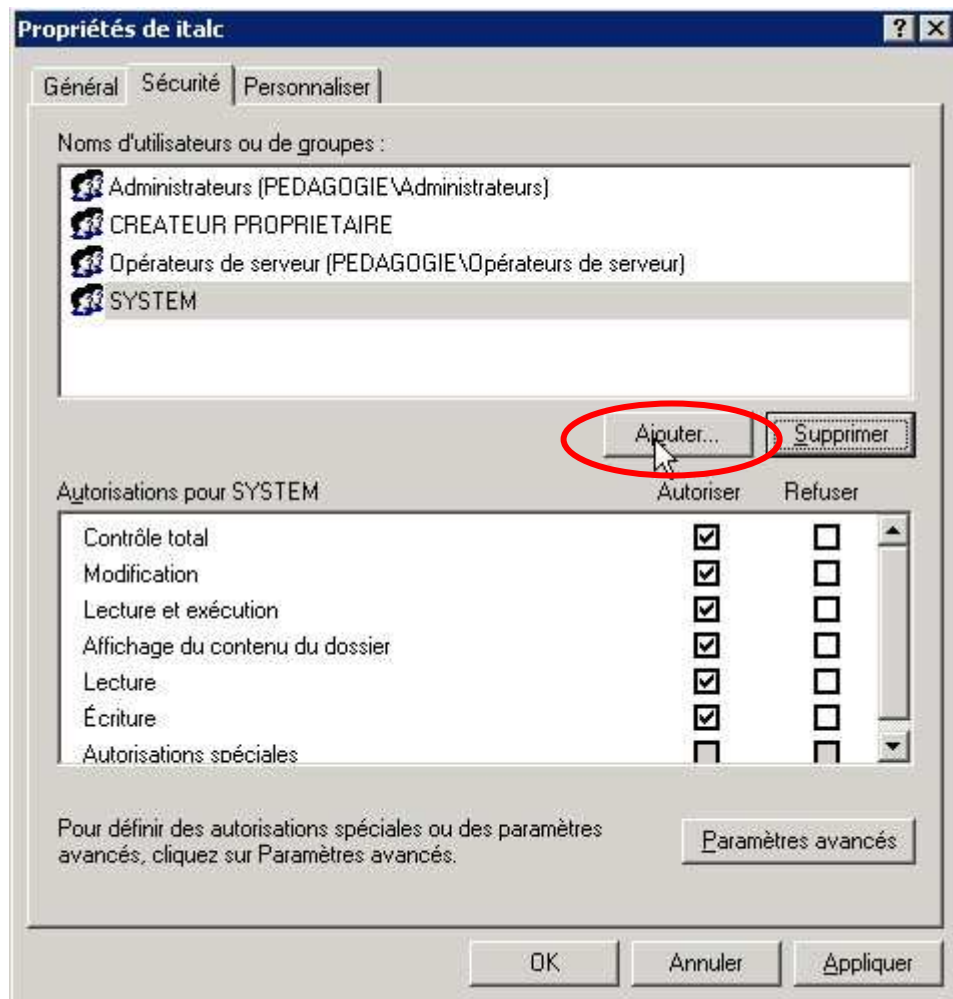 Propriétés de italc
Général Sécurité Personnaliser
Noms d'utilisateurs ou de groupes :
Administrateurs (PEDAGOGIE\Administrateurs)
CREATEUR PROPRIETAIRE
Opérateurs de serveur (PEDAGOGIE\Opérateurs de serveur)
SYSTEM
Ajouter... Supprimer
Autorisations pour SYSTEM Autoriser Refuser
Contrôle total
Modification
Lecture et exécution
Affichage du contenu du dossier
Lecture
Écriture
Autorisations spéciales
Pour définir des autorisations spéciales ou des paramètres
avancés, cliquez sur Paramètres avancés.
Paramètres avancés
OK Annuler Appliquer